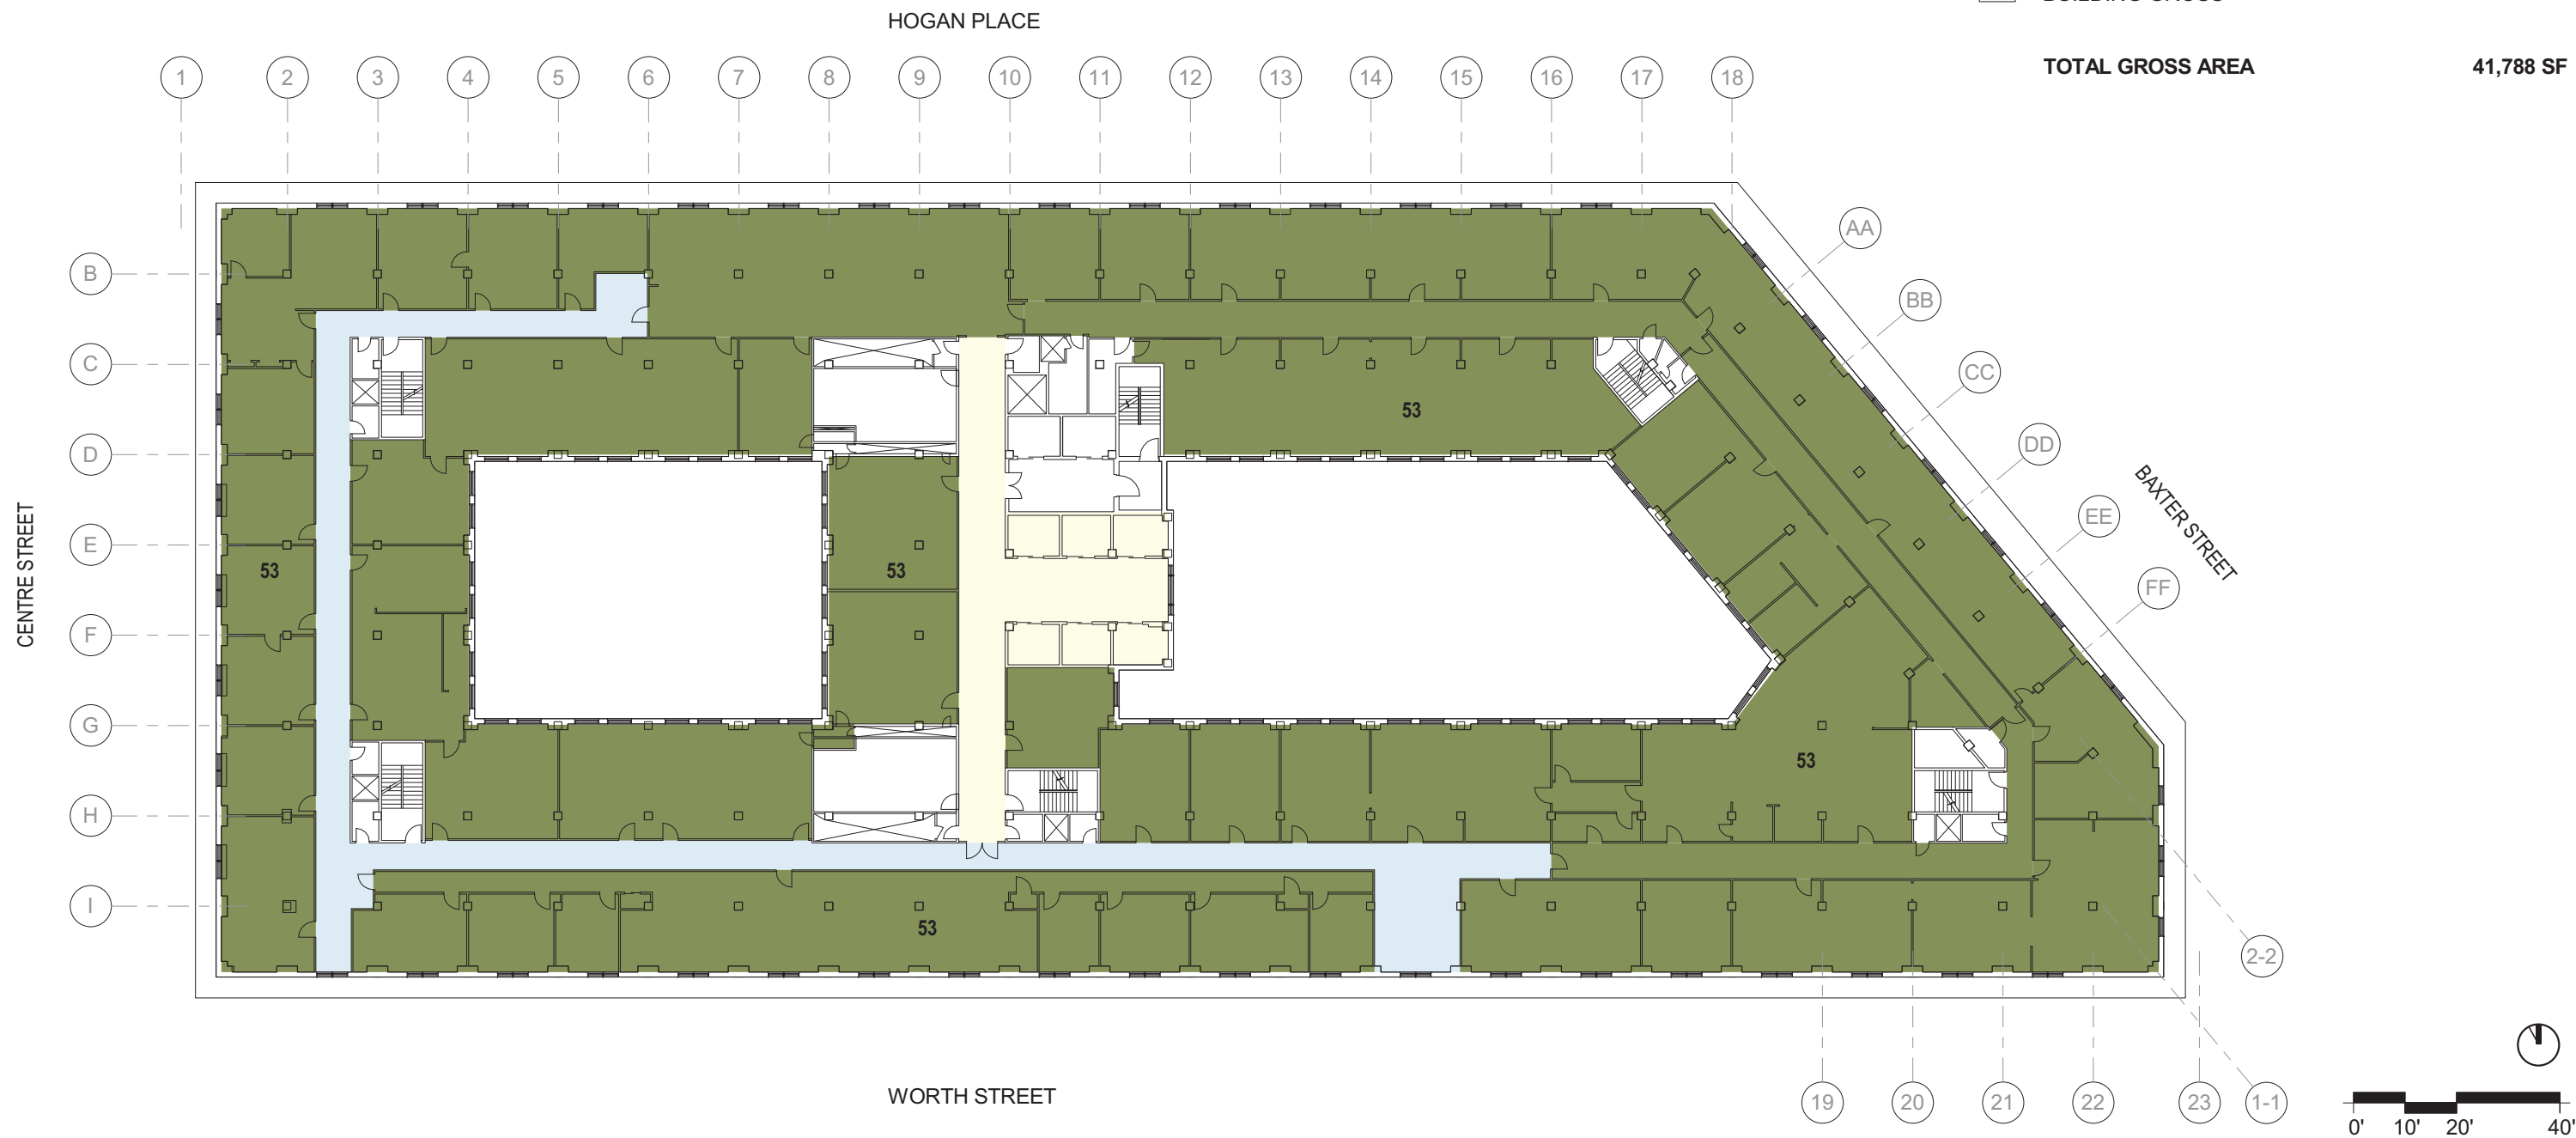 HOGAN PLACE
TOTAL GROSS AREA 41,788 SF
1 2 3 4 5 6 7 8 9 10 11 12 13 14 15 16 17 18
AA
B
BB
C
CC
53
DD
D
BAXTER STREET
EE
E
CENTRE STREET
53
53
FF
F
G
53
H
I
53
2-2
WORTH STREET
19 20 21 22 23 1-1
0' 10' 20' 40'